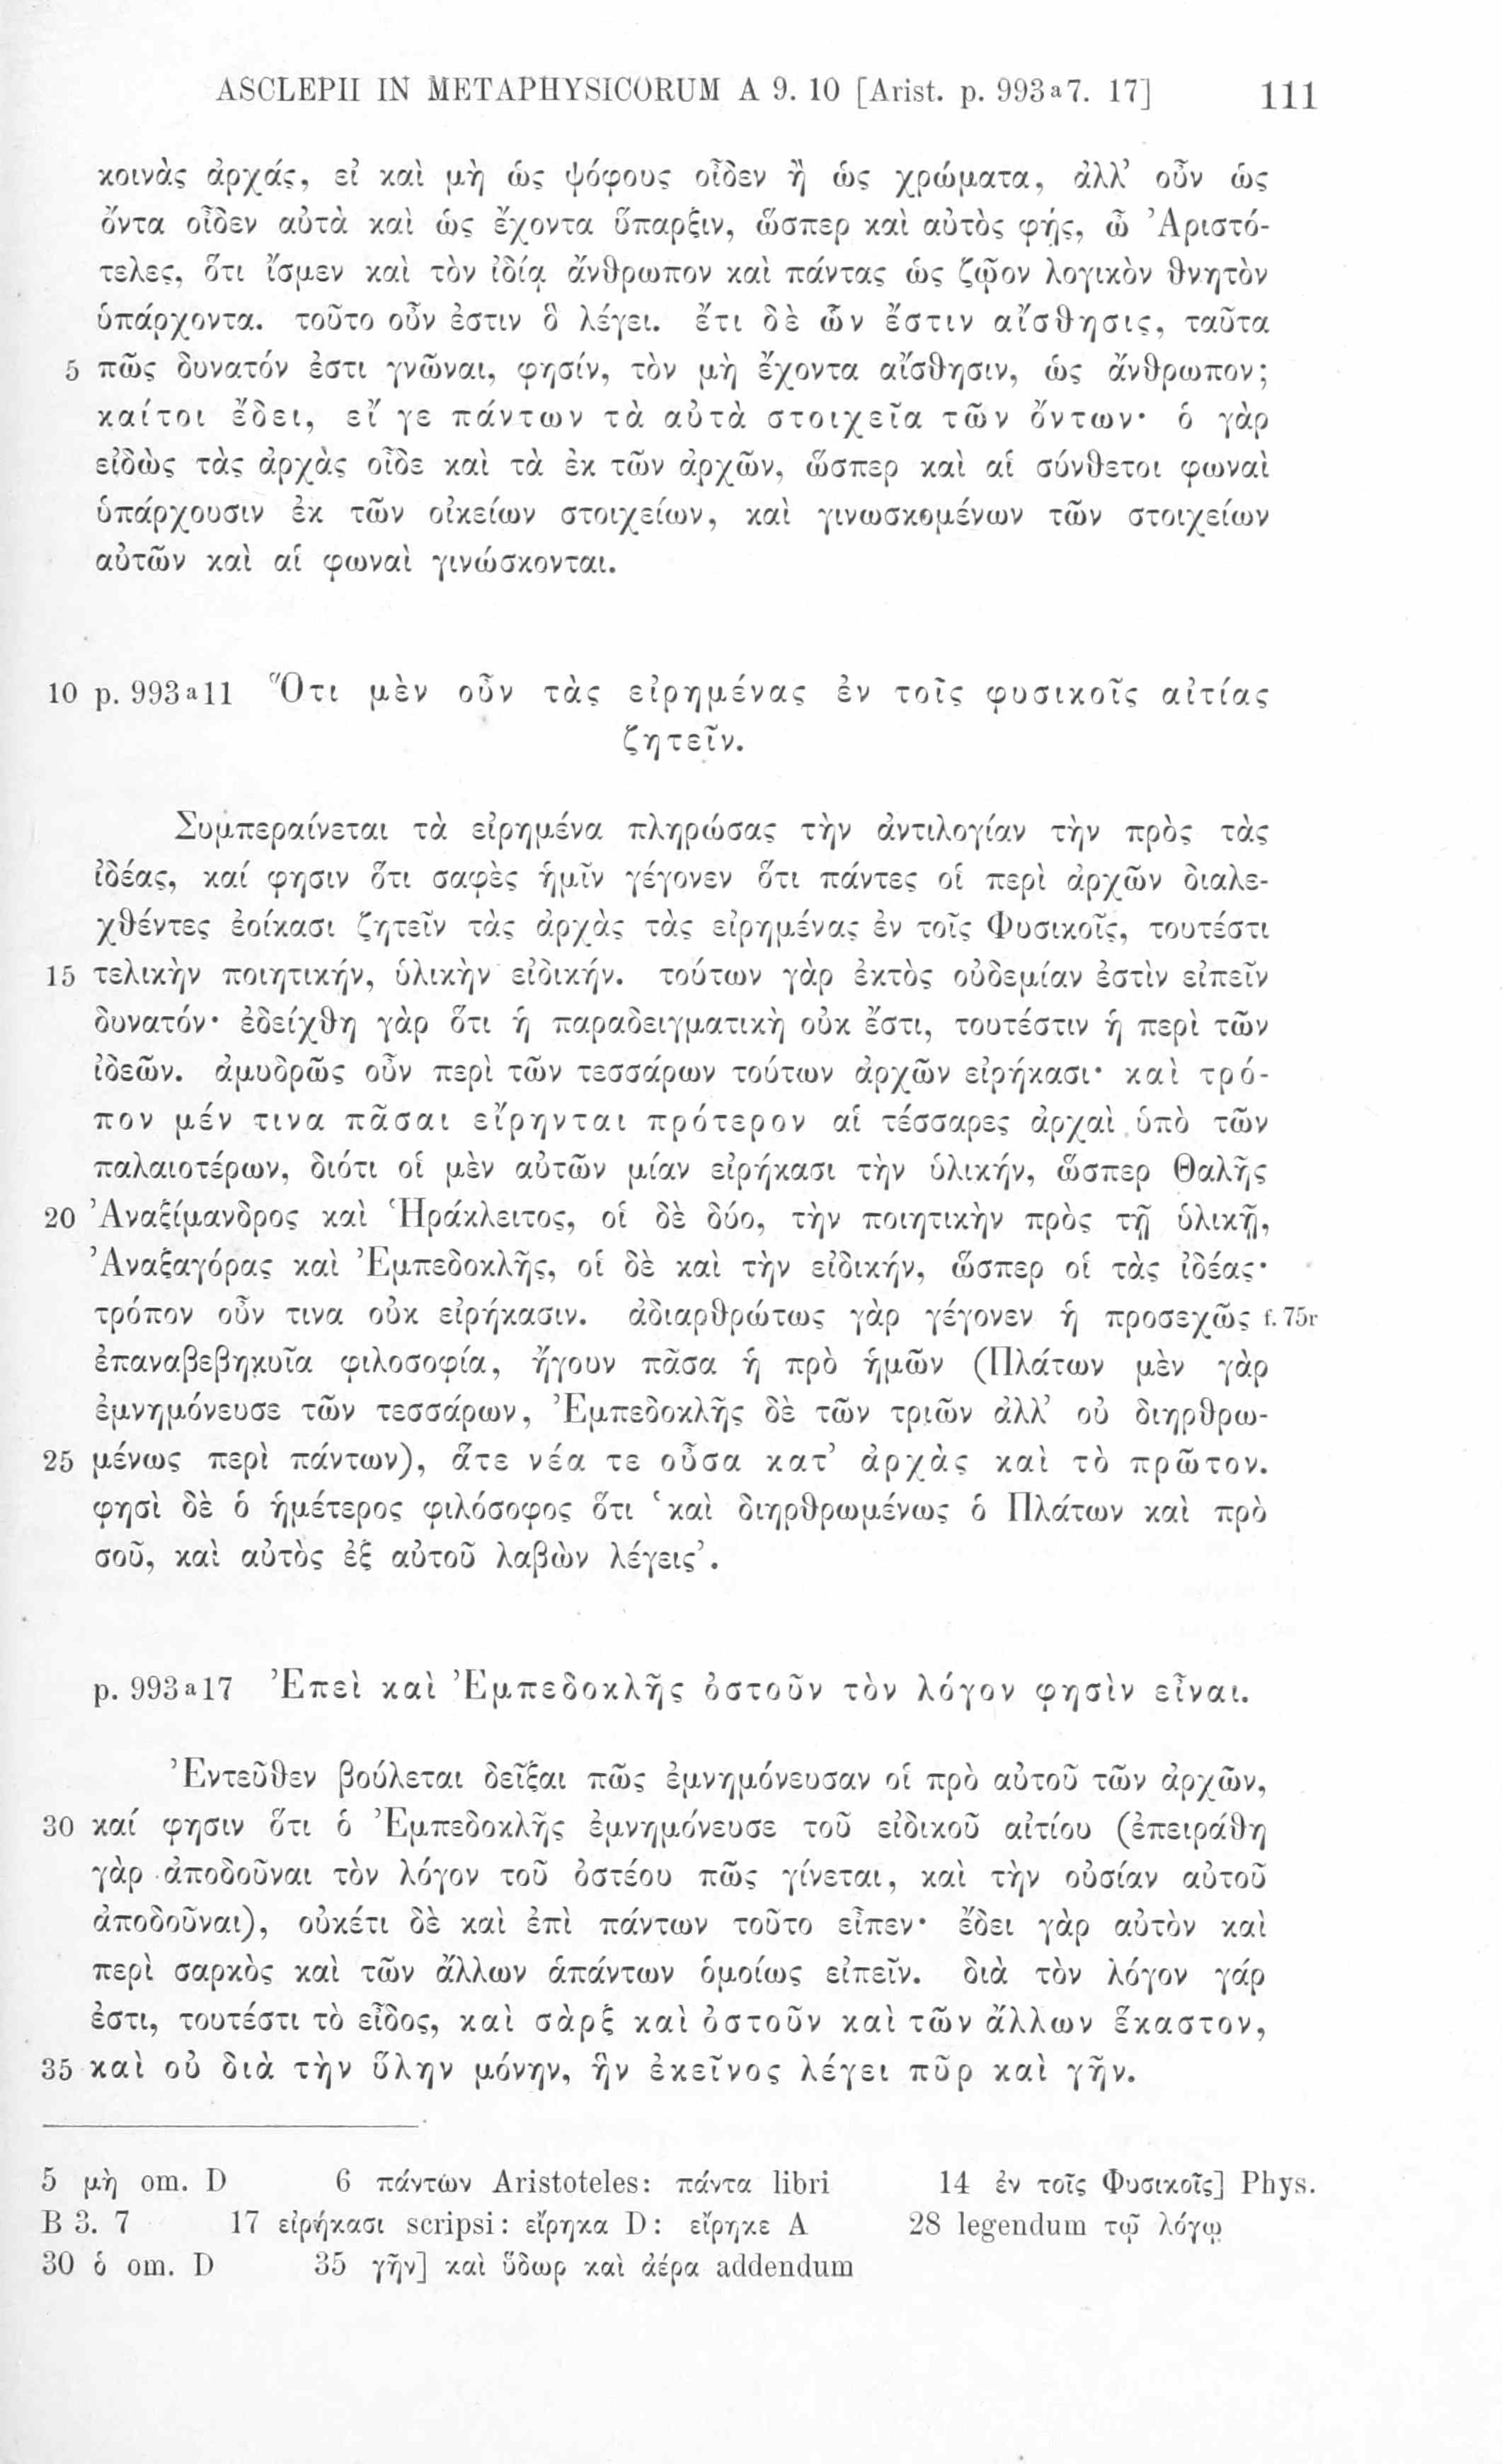 ASCLEPII IN METAPHYSICORUM A 9. 10 [Arist. p. 993a7. 17] 111
κοινὰς ἀρχάς, εἰ καὶ μὴ ὡς ψόφους οἶδεν ἢ ὡς χρώματα, ἀλλ’ οὖν ὡς
ὄντα οἶδεν αὐτὰ καὶ ὡς ἔχοντα ὕπαρξιν, ὥσπερ καὶ αὐτὸς φῄς, ὦ Ἀριστό-
τελες, ὅτι ἴσμεν καὶ τὸν ἰδίᾳ ἄνθρωπον καὶ πάντας ὡς ζῷον λογικὸν θνητὸν
ὑπάρχοντα. τοῦτο οὖν ἐστιν ὃ λέγει. ἔτι δὲ ὧν ἔστιν αἴσθησις, ταῦτα
5 πῶς δυνατόν ἐστι γνῶναι, φησίν, τὸν μὴ ἔχοντα αἴσθησιν, ὡς ἄνθρωπον;
καίτοι ἔδει, εἴ γε πάντων τὰ αὐτὰ στοιχεῖα τῶν ὄντων· ὁ γὰρ
εἰδὼς τὰς ἀρχὰς οἶδε καὶ τὰ ἐκ τῶν ἀρχῶν, ὥσπερ καὶ αἱ σύνθετοι φωναὶ
ὑπάρχουσιν ἐκ τῶν οἰκείων στοιχείων, καὶ γινωσκομένων τῶν στοιχείων
αὐτῶν καὶ αἱ φωναὶ γινώσκονται.
10 p. 993a11 Ὅτι μὲν οὖν τὰς εἰρημένας ἐν τοῖς φυσικοῖς αἰτίας
ζητεῖν.
Συμπεραίνεται τὰ εἰρημένα πληρώσας τὴν ἀντιλογίαν τὴν πρὸς τὰς
ἰδέας, καί φησιν ὅτι σαφὲς ἡμῖν γέγονεν ὅτι πάντες οἱ περὶ ἀρχῶν διαλε-
χθέντες ἐοίκασι ζητεῖν τὰς ἀρχὰς τὰς εἰρημένας ἐν τοῖς Φυσικοῖς, τουτέστι
15 τελικὴν ποιητικήν, ὑλικὴν εἰδικήν. τούτων γὰρ ἐκτὸς οὐδεμίαν ἐστὶν εἰπεῖν
δυνατόν· ἐδείχθη γὰρ ὅτι ἡ παραδειγματικὴ οὐκ ἔστι, τουτέστιν ἡ περὶ τῶν
ἰδεῶν. ἀμυδρῶς οὖν περὶ τῶν τεσσάρων τούτων ἀρχῶν εἰρήκασι· καὶ τρό-
πον μέν τινα πᾶσαι εἴρηνται πρότερον αἱ τέσσαρες ἀρχαὶ ὑπὸ τῶν
παλαιοτέρων, διότι οἱ μὲν αὐτῶν μίαν εἰρήκασι τὴν ὑλικήν, ὥσπερ Θαλῆς
20 Ἀναξίμανδρος καὶ Ἡράκλειτος, οἱ δὲ δύο, τὴν ποιητικὴν πρὸς τῇ ὑλικῇ,
Ἀναξαγόρας καὶ Ἐμπεδοκλῆς, οἱ δὲ καὶ τὴν εἰδικήν, ὥσπερ οἱ τὰς ἰδέας·
τρόπον οὖν τινα οὐκ εἰρήκασιν. ἀδιαρθρώτως γὰρ γέγονεν ἡ προσεχῶς f. 75r
ἐπαναβεβηκυῖα φιλοσοφία, ἤγουν πᾶσα ἡ πρὸ ἡμῶν (Πλάτων μὲν γὰρ
ἐμνημόνευσε τῶν τεσσάρων, Ἐμπεδοκλῆς δὲ τῶν τριῶν ἀλλ’ οὐ διηρθρω-
25 μένως περὶ πάντων), ἅτε νέα τε οὖσα κατ’ ἀρχὰς καὶ τὸ πρῶτον.
φησὶ δὲ ὁ ἡμέτερος φιλόσοφος ὅτι ‘καὶ διηρθρωμένως ὁ Πλάτων καὶ πρὸ
σοῦ, καὶ αὐτὸς ἐξ αὐτοῦ λαβὼν λέγεις’.
p. 993a17 Ἐπεὶ καὶ Ἐμπεδοκλῆς ὀστοῦν τὸν λόγον φησὶν εἶναι.
Ἐντεῦθεν βούλεται δεῖξαι πῶς ἐμνημόνευσαν οἱ πρὸ αὐτοῦ τῶν ἀρχῶν,
30 καί φησιν ὅτι ὁ Ἐμπεδοκλῆς ἐμνημόνευσε τοῦ εἰδικοῦ αἰτίου (ἐπειράθη
γὰρ ἀποδοῦναι τὸν λόγον τοῦ ὀστέου πῶς γίνεται, καὶ τὴν οὐσίαν αὐτοῦ
ἀποδοῦναι), οὐκέτι δὲ καὶ ἐπὶ πάντων τοῦτο εἶπεν· ἔδει γὰρ αὐτὸν καὶ
περὶ σαρκὸς καὶ τῶν ἄλλων ἁπάντων ὁμοίως εἰπεῖν. διὰ τὸν λόγον γάρ
ἐστι, τουτέστι τὸ εἶδος, καὶ σὰρξ καὶ ὀστοῦν καὶ τῶν ἄλλων ἕκαστον,
35 καὶ οὐ διὰ τὴν ὕλην μόνην, ἣν ἐκεῖνος λέγει πῦρ καὶ γῆν.
5 μὴ om. D 6 πάντων Aristoteles: πάντα libri 14 ἐν τοῖς Φυσικοῖς] Phys.
B 3. 7 17 εἰρήκασι scripsi: εἴρηκα D: εἴρηκε A 28 legendum τῷ λόγῳ
30 ὁ om. D 35 γῆν] καὶ ὕδωρ καὶ ἀέρα addendum